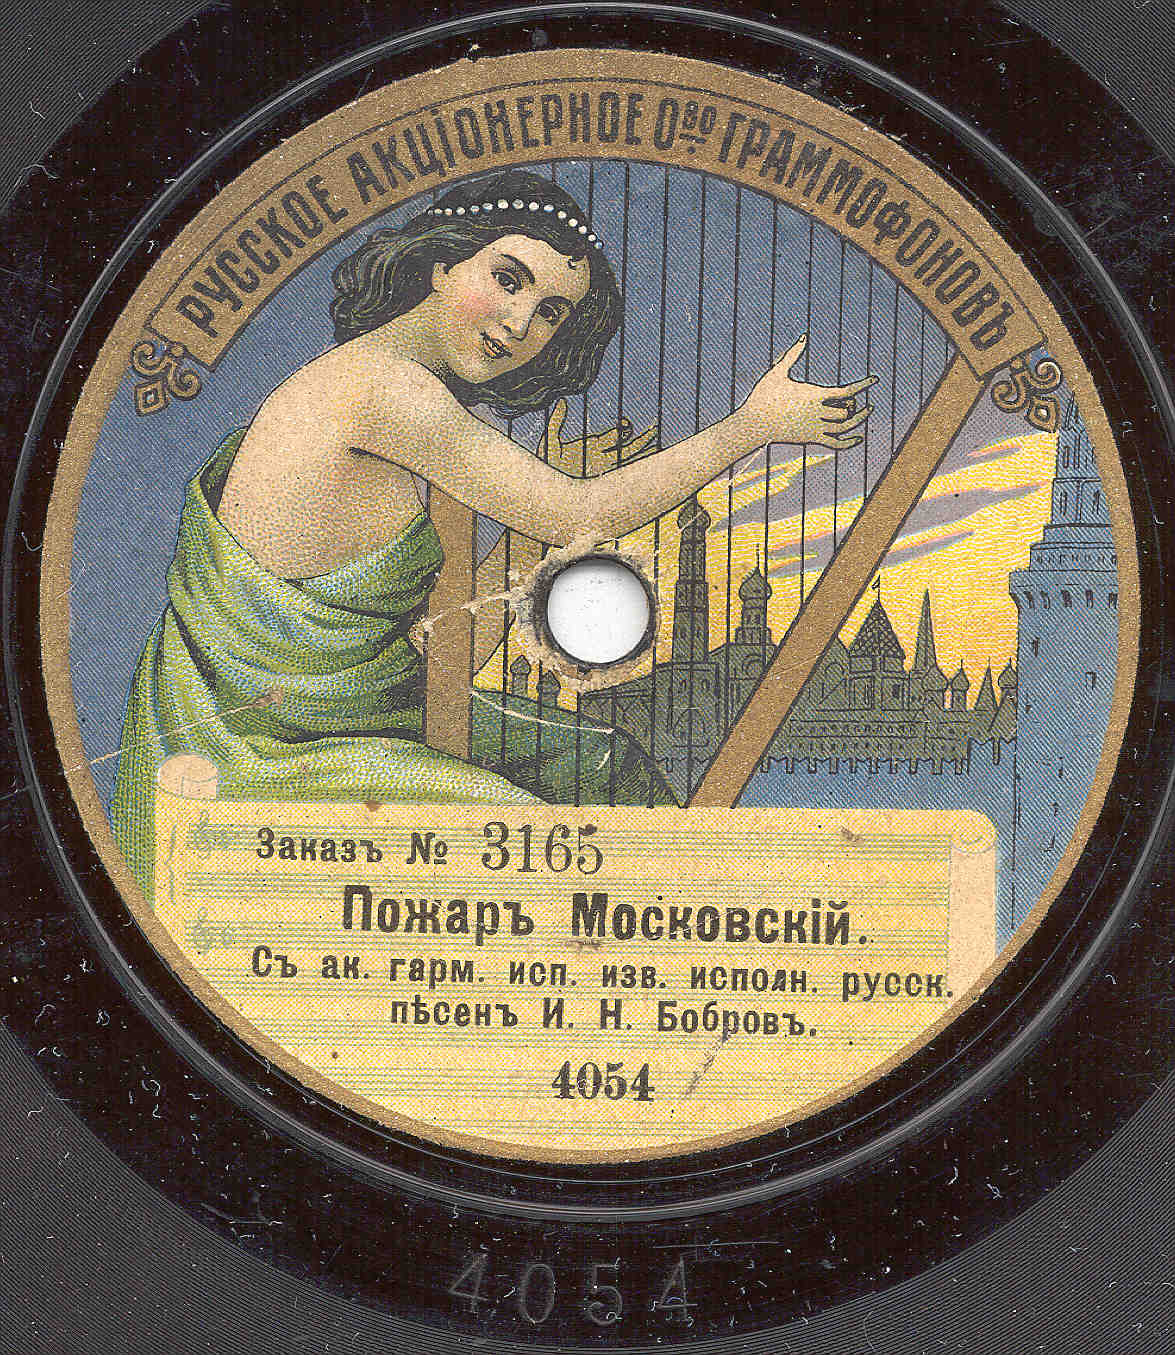 РУССКОЕ АКЦІОНЕРНОЕ О-во ГРАММОФОНОВЪ
Заказъ № 3165
Пожаръ Московскій.
Съ ак. гарм. исп. изв. исполн. русск.
пѣсенъ И. Н. Бобровъ.
4054
4054